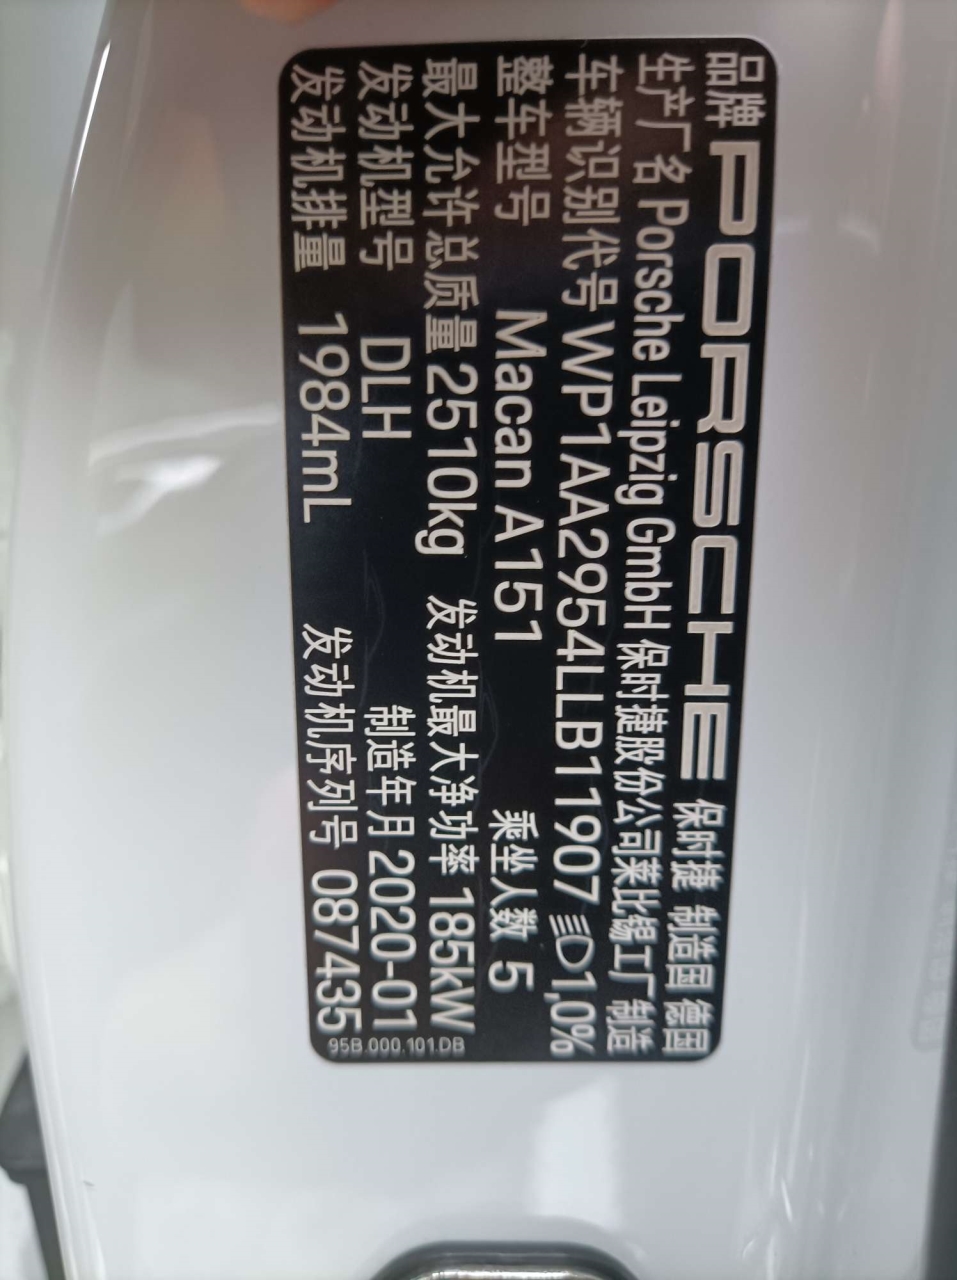 品牌 PORSCHE 保时捷 制造国 德国
生产厂名 Porsche Leipzig GmbH 保时捷股份公司莱比锡工厂制造
车辆识别代号 WP1AA2954LLB11907 1,0%
整车型号 Macan A151 乘坐人数 5
最大允许总质量 2510kg 发动机最大净功率 185kW
发动机型号 DLH 制造年月 2020-01
发动机排量 1984mL 发动机序列号 087435
95B.000.101.DB